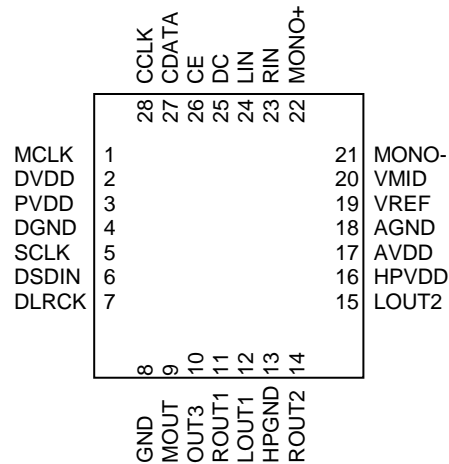 CCLK CDATA CE DC LIN RIN MONO+
28 27 26 25 24 23 22
MCLK 1 21 MONO-
DVDD 2 20 VMID
PVDD 3 19 VREF
DGND 4 18 AGND
SCLK 5 17 AVDD
DSDIN 6 16 HPVDD
DLRCK 7 15 LOUT2
8 9 10 11 12 13 14
GND MOUT OUT3 ROUT1 LOUT1 HPGND ROUT2